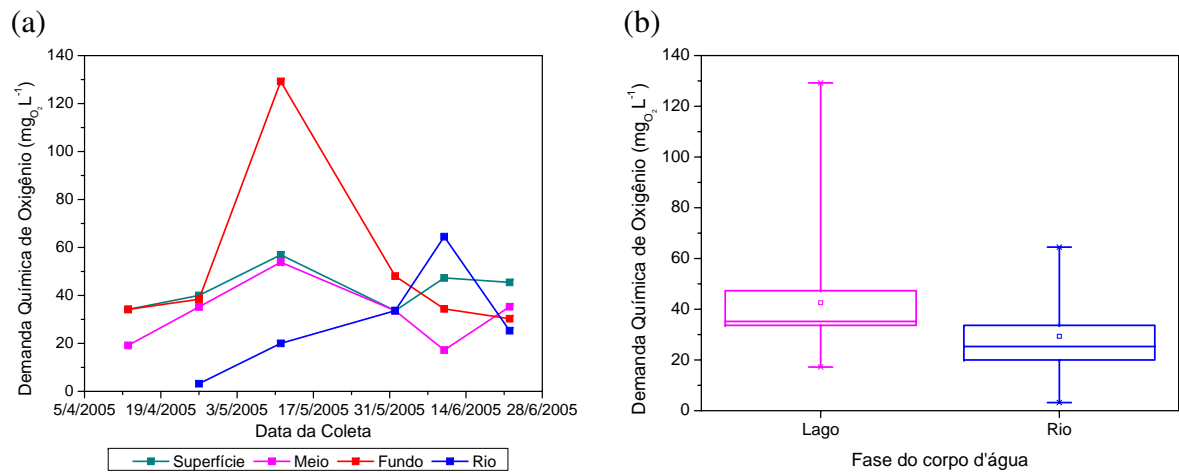 (a)
140
120
100
80
60
40
20
0
Demanda Química de Oxigênio (mgO₂L⁻¹)
5/4/2005 19/4/2005 3/5/2005 17/5/2005 31/5/2005 14/6/2005 28/6/2005
Data da Coleta
Superfície Meio Fundo Rio
(b)
140
120
100
80
60
40
20
0
Demanda Química de Oxigênio (mgO₂L⁻¹)
Lago Rio
Fase do corpo d'água